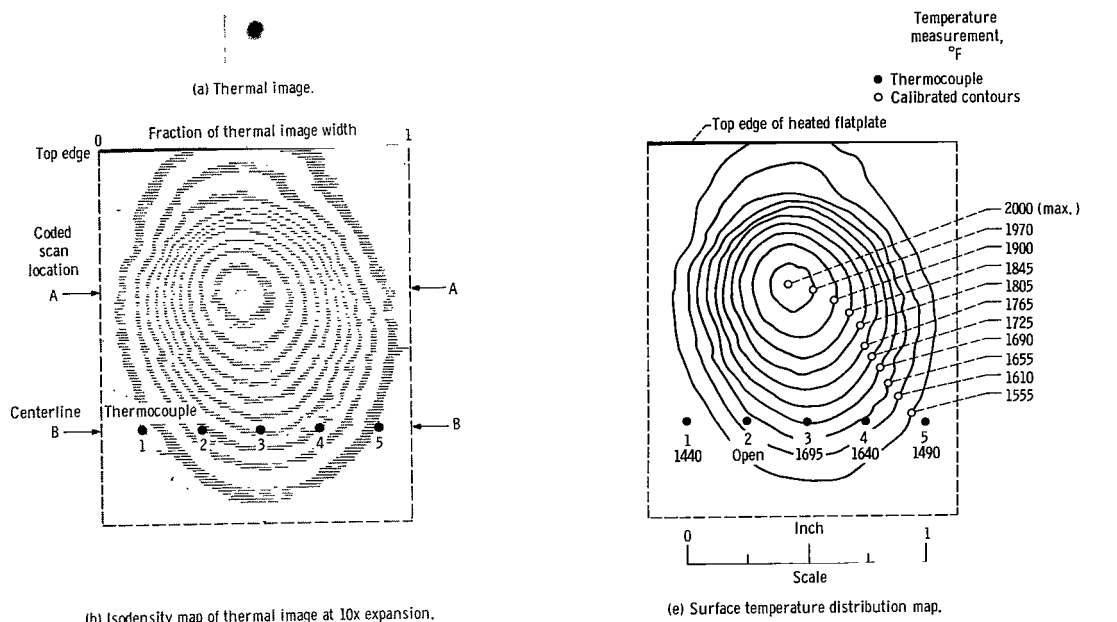 (a) Thermal image.
Fraction of thermal image width
0
1
Top edge
Coded
scan
location
A
A
Centerline
B
Thermocouple
B
1
2
3
4
5
(b) Isodensity map of thermal image at 10x expansion.
Temperature
measurement,
°F
Thermocouple
Calibrated contours
Top edge of heated flatplate
2000 (max.)
1970
1900
1845
1805
1765
1725
1690
1655
1610
1555
1
2
3
4
5
1440
Open
1695
1640
1490
Inch
0
1
Scale
(e) Surface temperature distribution map.